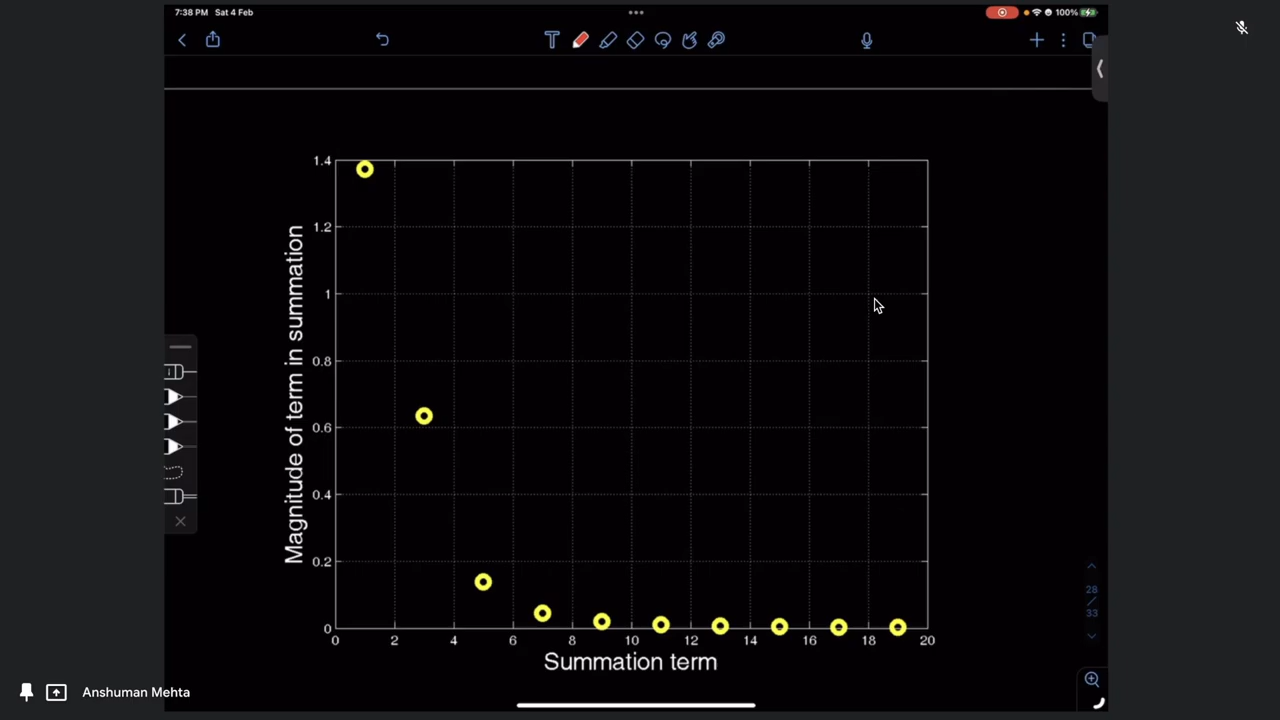 7:38 PM Sat 4 Feb
100%
T
1.4
1.2
1
0.8
0.6
0.4
0.2
0
Magnitude of term in summation
0 2 4 6 8 10 12 14 16 18 20
Summation term
28
33
Anshuman Mehta